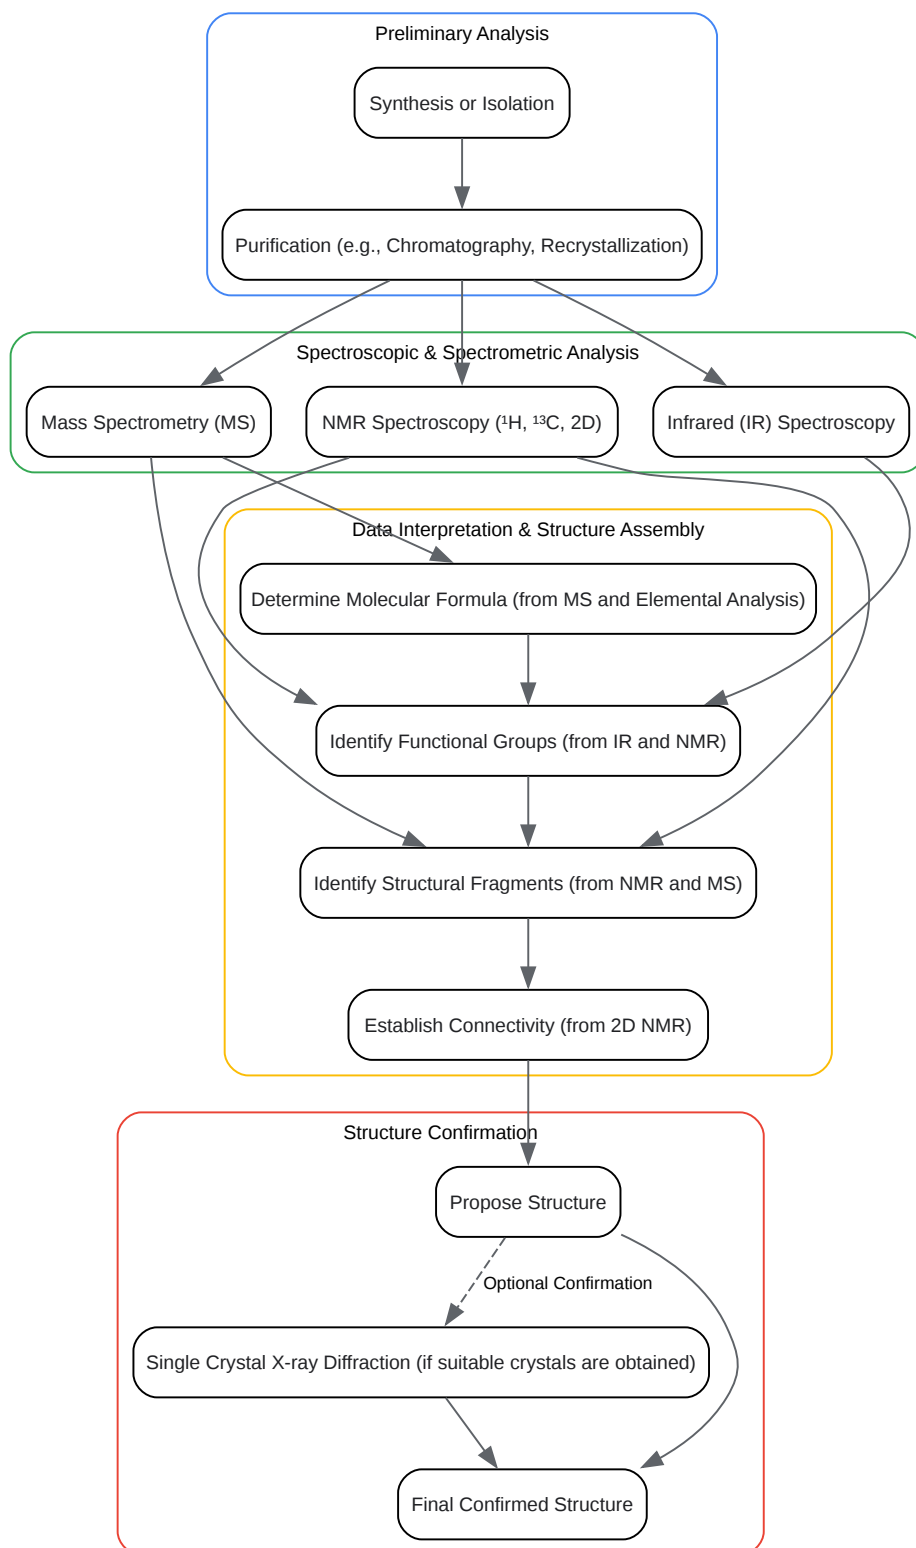 Preliminary Analysis
Synthesis or Isolation
Purification (e.g., Chromatography, Recrystallization)
Spectroscopic & Spectrometric Analysis
Mass Spectrometry (MS)
NMR Spectroscopy (¹H, ¹³C, 2D)
Infrared (IR) Spectroscopy
Data Interpretation & Structure Assembly
Determine Molecular Formula (from MS and Elemental Analysis)
Identify Functional Groups (from IR and NMR)
Identify Structural Fragments (from NMR and MS)
Establish Connectivity (from 2D NMR)
Structure Confirmation
Propose Structure
Optional Confirmation
Single Crystal X-ray Diffraction (if suitable crystals are obtained)
Final Confirmed Structure